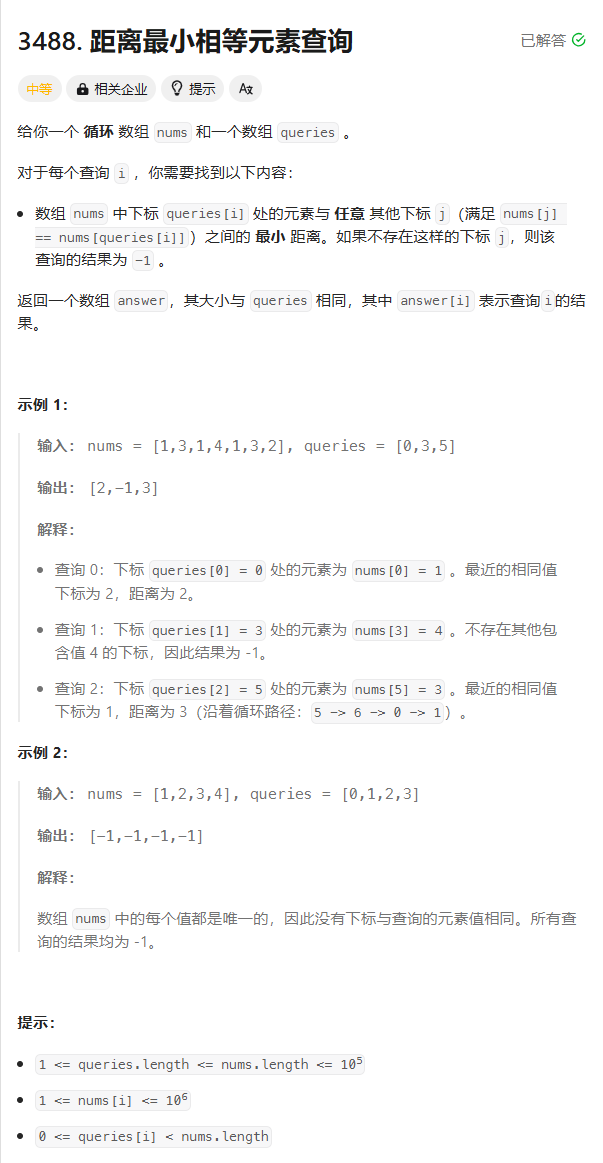 3488. 距离最小相等元素查询
已解答
中等
相关企业
提示
给你一个 循环 数组 nums 和一个数组 queries 。
对于每个查询 i ，你需要找到以下内容：
数组 nums 中下标 queries[i] 处的元素与 任意 其他下标 j（满足 nums[j]
== nums[queries[i]]）之间的 最小 距离。如果不存在这样的下标 j，则该
查询的结果为 -1 。
返回一个数组 answer，其大小与 queries 相同，其中 answer[i] 表示查询i的结
果。
示例 1：
输入： nums = [1,3,1,4,1,3,2], queries = [0,3,5]
输出： [2,-1,3]
解释：
查询 0：下标 queries[0] = 0 处的元素为 nums[0] = 1 。最近的相同值
下标为 2，距离为 2。
查询 1：下标 queries[1] = 3 处的元素为 nums[3] = 4 。不存在其他包
含值 4 的下标，因此结果为 -1。
查询 2：下标 queries[2] = 5 处的元素为 nums[5] = 3 。最近的相同值
下标为 1，距离为 3（沿着循环路径：5 -> 6 -> 0 -> 1）。
示例 2：
输入： nums = [1,2,3,4], queries = [0,1,2,3]
输出： [-1,-1,-1,-1]
解释：
数组 nums 中的每个值都是唯一的，因此没有下标与查询的元素值相同。所有查
询的结果均为 -1。
提示：
1 <= queries.length <= nums.length <= 10⁵
1 <= nums[i] <= 10⁶
0 <= queries[i] < nums.length